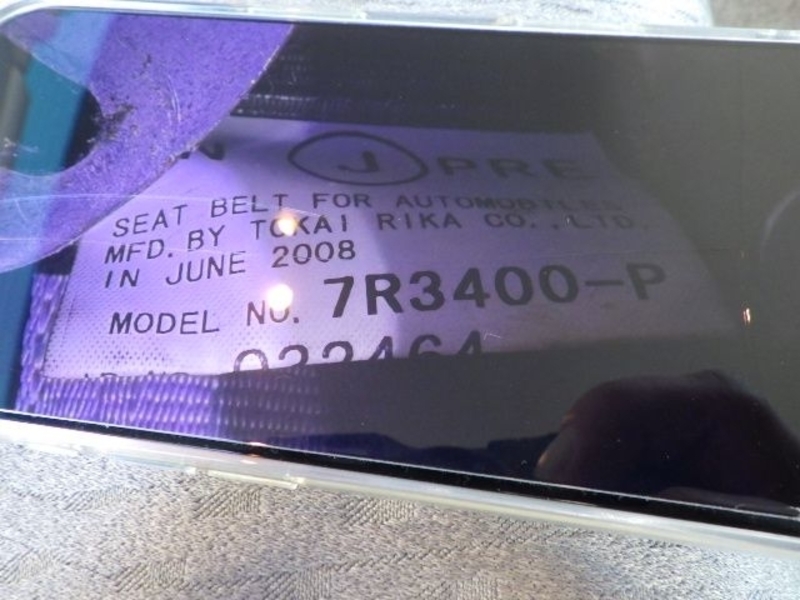 N J PRE
SEAT BELT FOR AUTOMOBILES
MFD. BY TOKAI RIKA CO., LTD.
IN JUNE 2008
MODEL NO. 7R3400-P